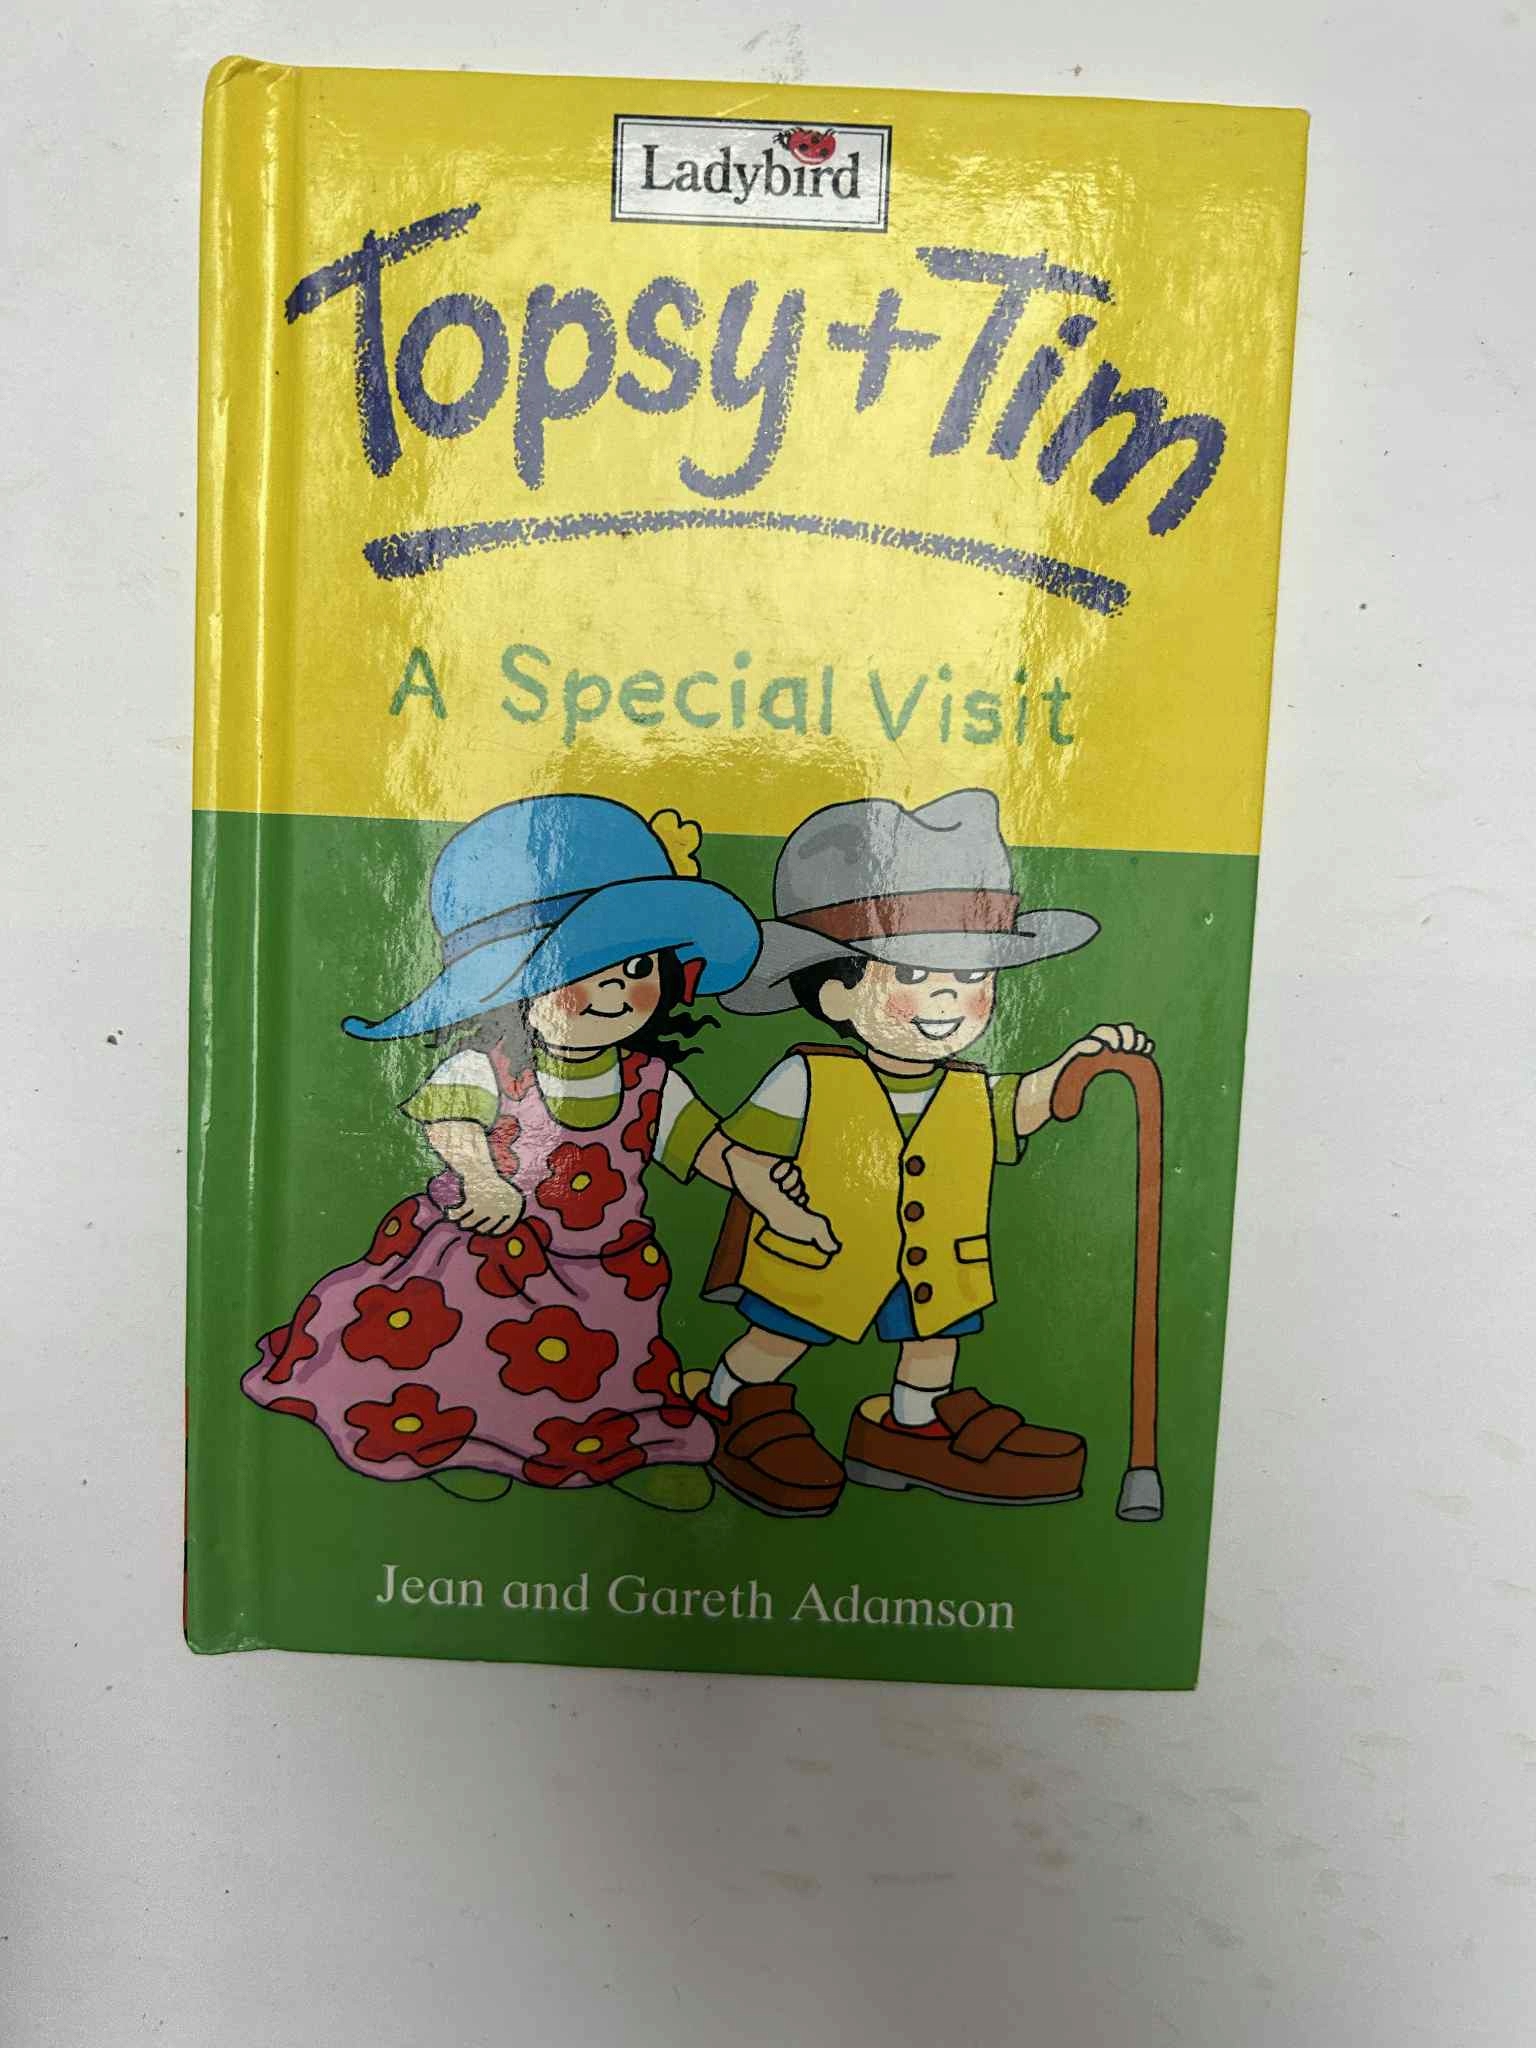 Ladybird
Topsy + Tim
A Special Visit
Jean and Gareth Adamson